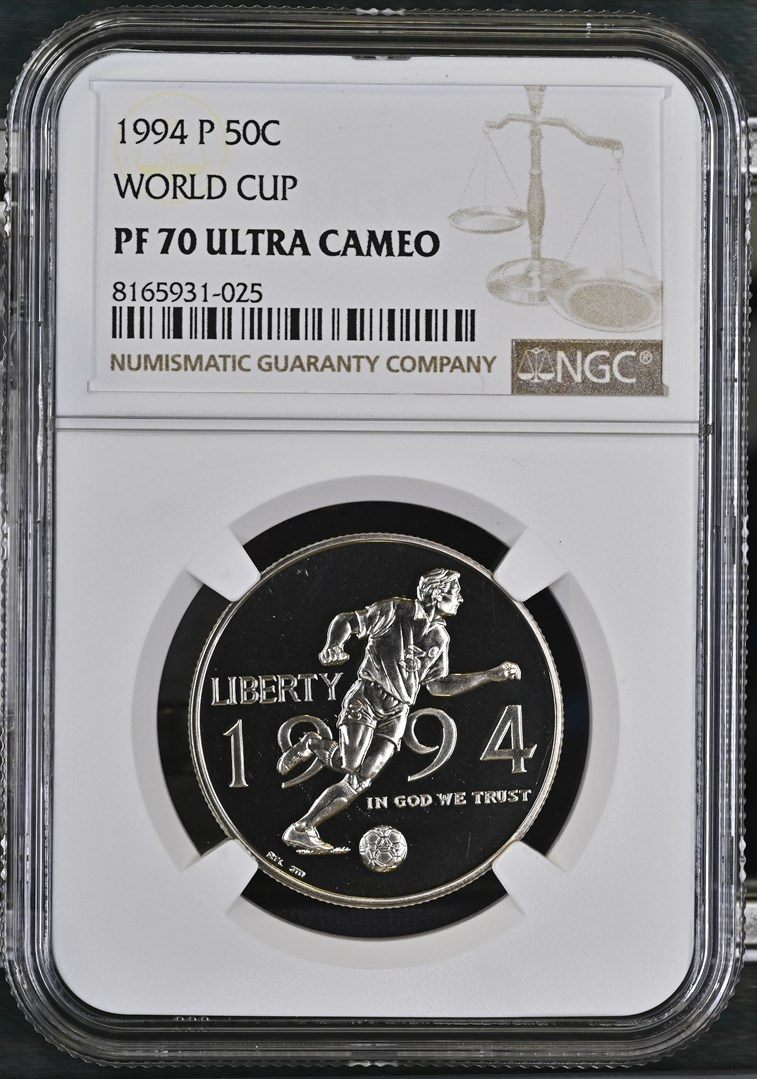 1994 P 50C
WORLD CUP
PF 70 ULTRA CAMEO
8165931-025
NUMISMATIC GUARANTY COMPANY
NGC®
LIBERTY
1994
IN GOD WE TRUST